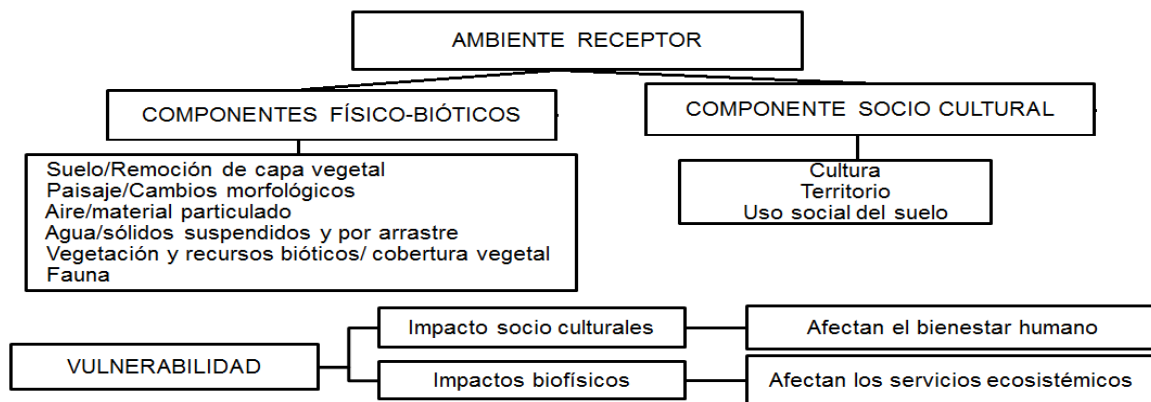 AMBIENTE RECEPTOR
COMPONENTES FÍSICO-BIÓTICOS
COMPONENTE SOCIO CULTURAL
Suelo/Remoción de capa vegetal
Paisaje/Cambios morfológicos
Aire/material particulado
Agua/sólidos suspendidos y por arrastre
Vegetación y recursos bióticos/ cobertura vegetal
Fauna
Cultura
Territorio
Uso social del suelo
VULNERABILIDAD
Impacto socio culturales
Afectan el bienestar humano
Impactos biofísicos
Afectan los servicios ecosistémicos